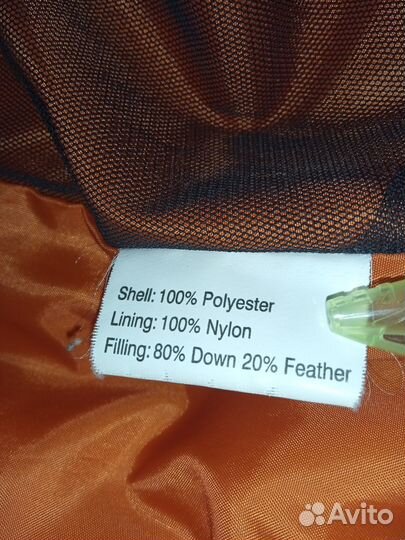 Shell: 100% Polyester
Lining: 100% Nylon
Filling: 80% Down 20% Feather
Avito